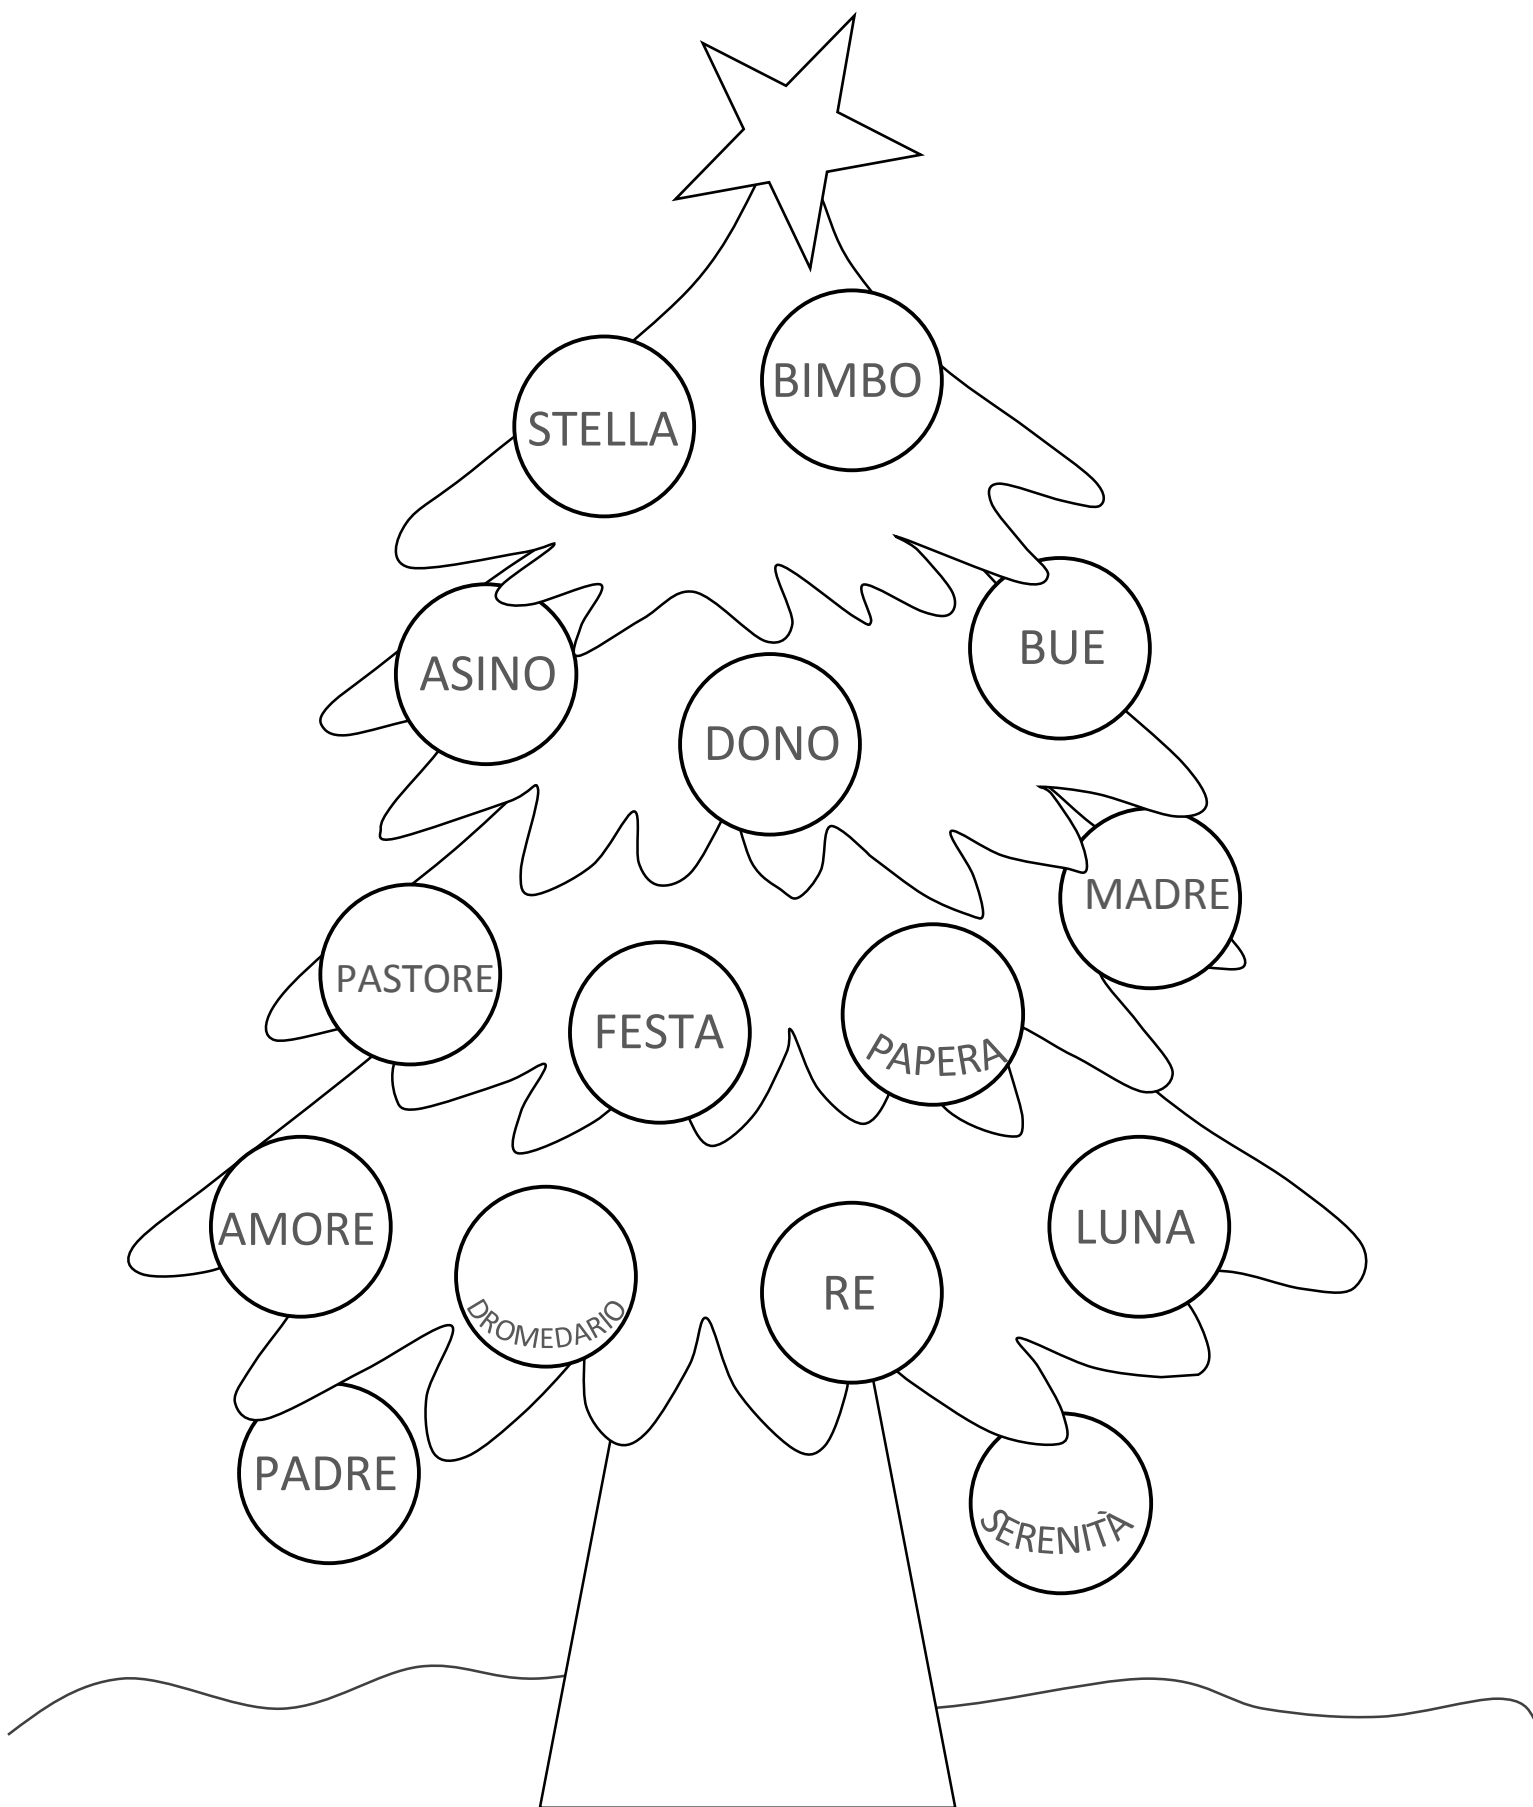 BIMBO
STELLA
BUE
ASINO
DONO
MADRE
PASTORE
FESTA
PAPERA
AMORE
LUNA
DROMEDARIO
RE
PADRE
SERENITÀ